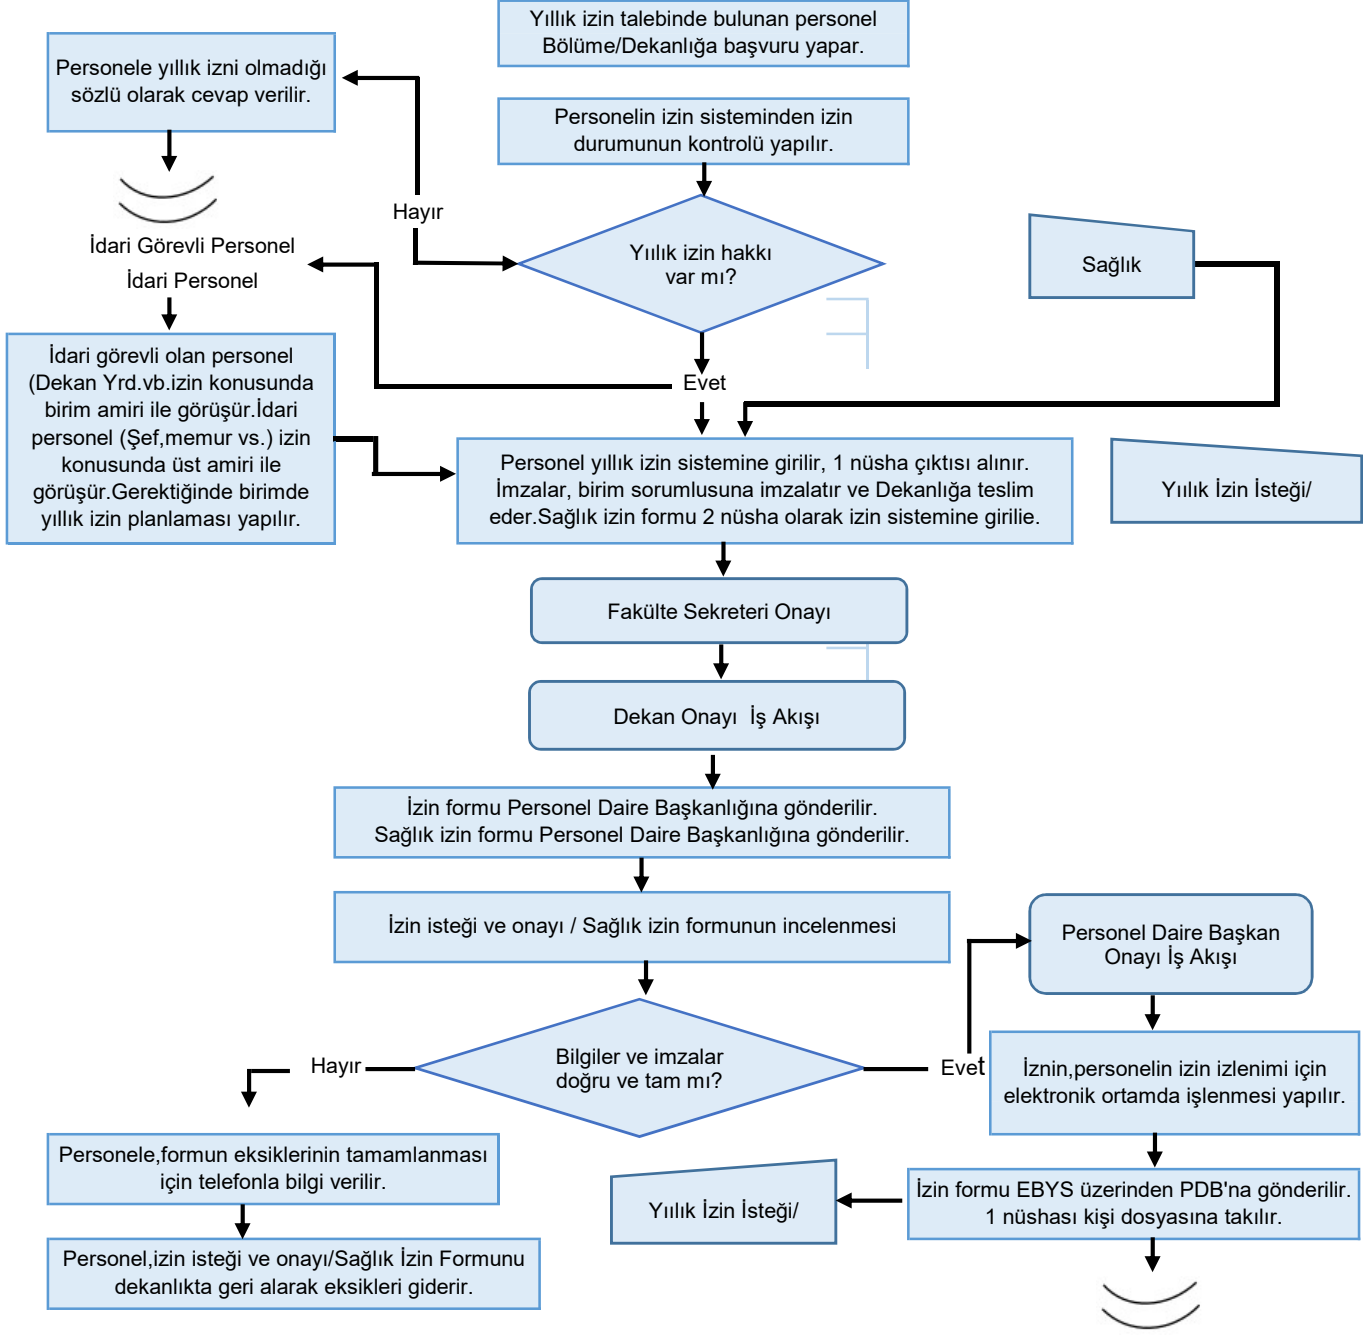 Yıllık izin talebinde bulunan personel
Bölüme/Dekanlığa başvuru yapar.
Personele yıllık izni olmadığı
sözlü olarak cevap verilir.
Personelin izin sisteminden izin
durumunun kontrolü yapılır.
Hayır
İdari Görevli Personel
İdari Personel
Yıılık izin hakkı
var mı?
Sağlık
Evet
İdari görevli olan personel
(Dekan Yrd.vb.izin konusunda
birim amiri ile görüşür.İdari
personel (Şef,memur vs.) izin
konusunda üst amiri ile
görüşür.Gerektiğinde birimde
yıllık izin planlaması yapılır.
Personel yıllık izin sistemine girilir, 1 nüsha çıktısı alınır.
İmzalar, birim sorumlusuna imzalatır ve Dekanlığa teslim
eder.Sağlık izin formu 2 nüsha olarak izin sistemine girilie.
Yıılık İzin İsteği/
Fakülte Sekreteri Onayı
Dekan Onayı İş Akışı
İzin formu Personel Daire Başkanlığına gönderilir.
Sağlık izin formu Personel Daire Başkanlığına gönderilir.
İzin isteği ve onayı / Sağlık izin formunun incelenmesi
Personel Daire Başkan
Onayı İş Akışı
Bilgiler ve imzalar
doğru ve tam mı?
Hayır
Evet
İznin,personelin izin izlenimi için
elektronik ortamda işlenmesi yapılır.
Personele,formun eksiklerinin tamamlanması
için telefonla bilgi verilir.
Yıılık İzin İsteği/
İzin formu EBYS üzerinden PDB'na gönderilir.
1 nüshası kişi dosyasına takılır.
Personel,izin isteği ve onayı/Sağlık İzin Formunu
dekanlıkta geri alarak eksikleri giderir.